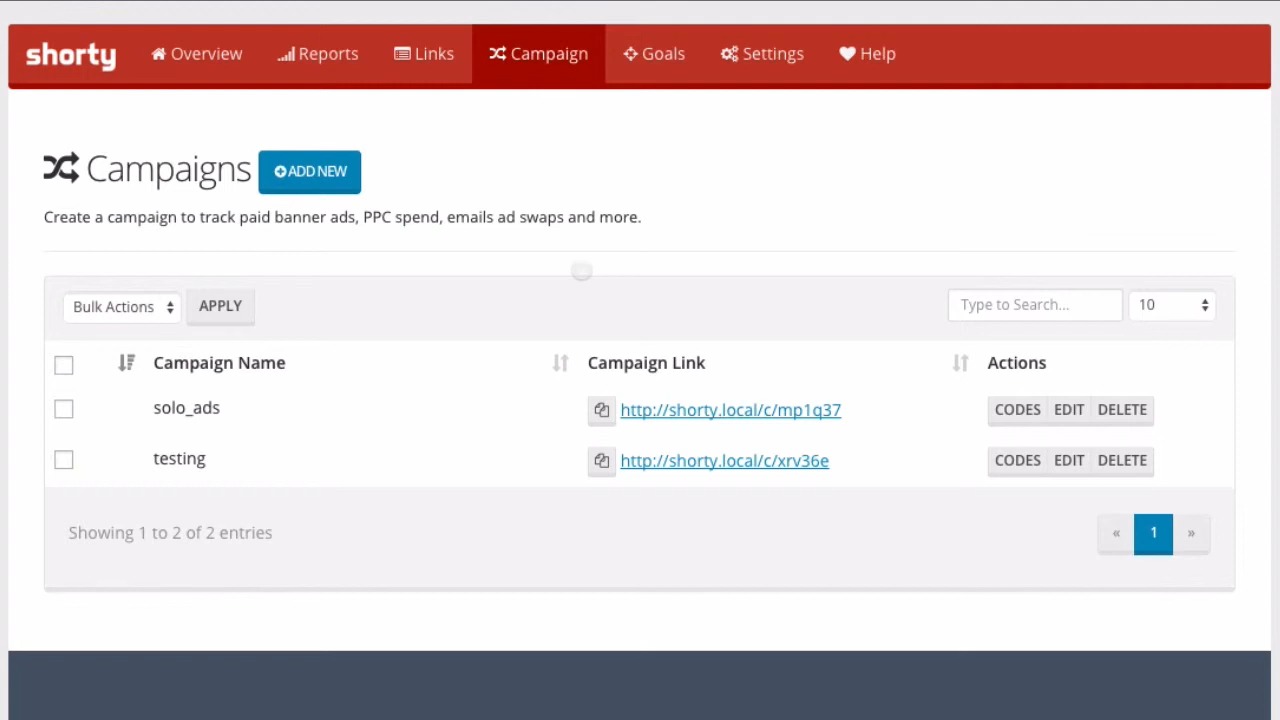 shorty Overview Reports Links Campaign Goals Settings Help
Campaigns ADD NEW
Create a campaign to track paid banner ads, PPC spend, emails ad swaps and more.
Bulk Actions APPLY Type to Search... 10
Campaign Name Campaign Link Actions
solo_ads http://shorty.local/c/mp1q37 CODES EDIT DELETE
testing http://shorty.local/c/xrv36e CODES EDIT DELETE
Showing 1 to 2 of 2 entries « 1 »